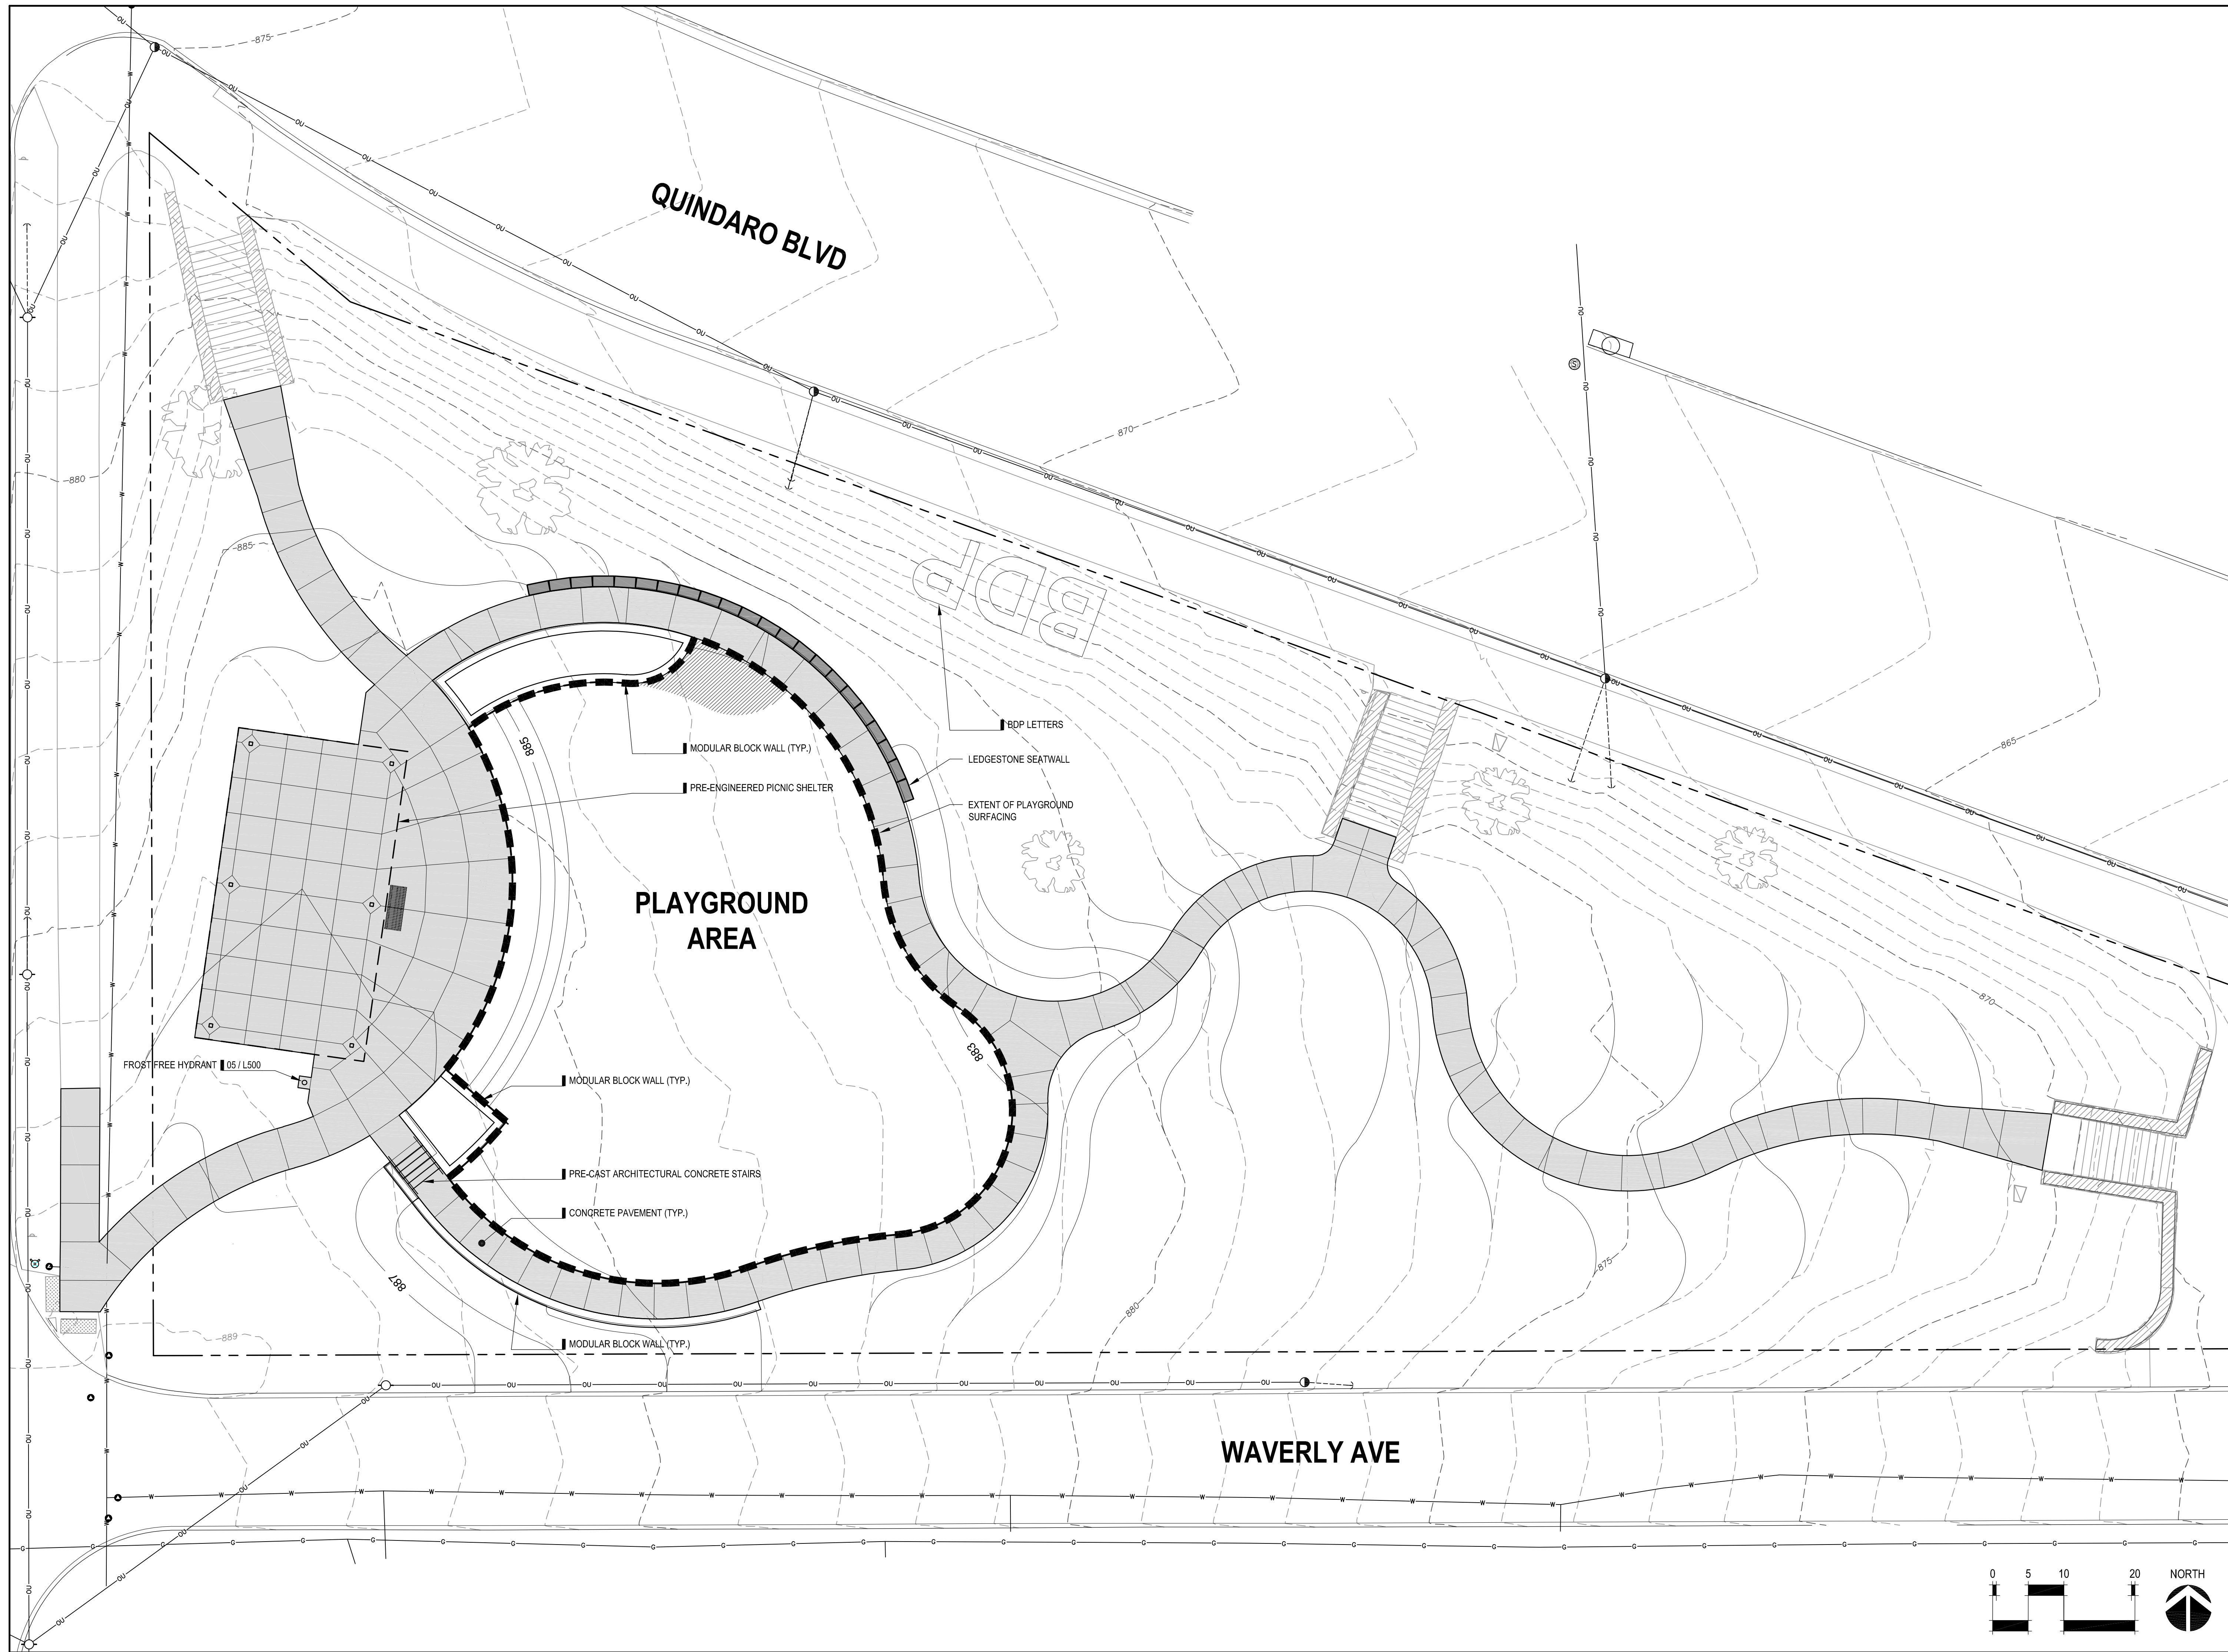 875
QUINDARO BLVD
870
880
885
BDP
865
885
BDP LETTERS
MODULAR BLOCK WALL (TYP.)
LEDGESTONE SEATWALL
PRE-ENGINEERED PICNIC SHELTER
EXTENT OF PLAYGROUND
SURFACING
PLAYGROUND
AREA
870
883
FROST FREE HYDRANT 05 / L500
MODULAR BLOCK WALL (TYP.)
PRE-CAST ARCHITECTURAL CONCRETE STAIRS
CONCRETE PAVEMENT (TYP.)
875
887
880
889
MODULAR BLOCK WALL (TYP.)
WAVERLY AVE
OU
W
G
S
0 5 10 20
NORTH